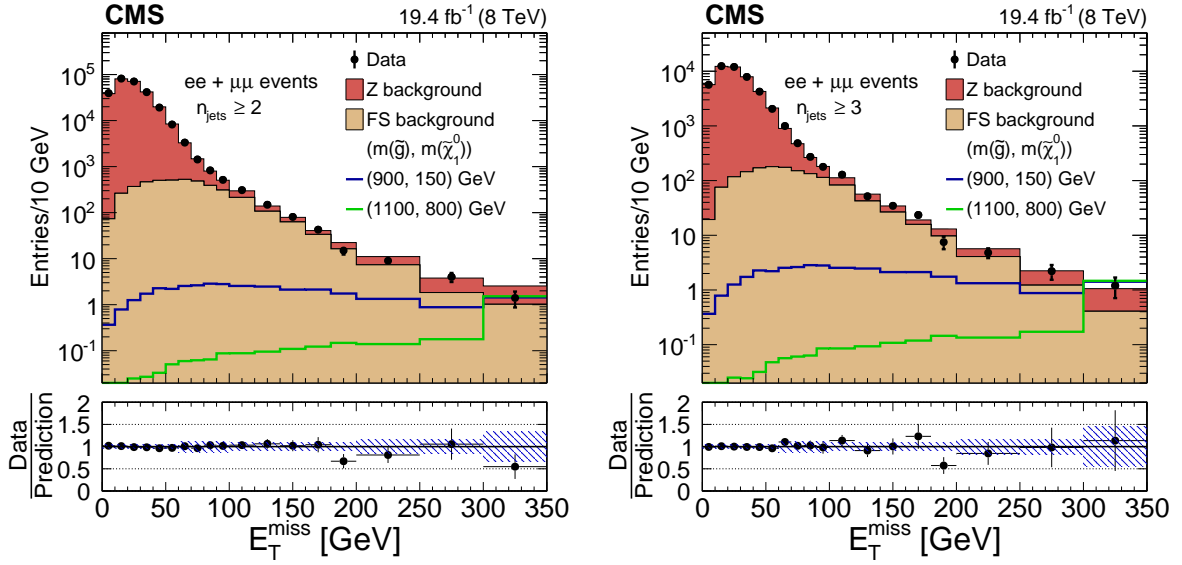 CMS 19.4 fb⁻¹ (8 TeV)
Entries/10 GeV
10⁵
10⁴
10³
10²
10
1
10⁻¹
ee + μμ events
n_jets ≥ 2
Data
Z background
FS background
(m(g̃), m(χ̃₁⁰))
(900, 150) GeV
(1100, 800) GeV
Data
Prediction
2
1.5
1
0.5
0
0 50 100 150 200 250 300 350
E_T^miss [GeV]
CMS 19.4 fb⁻¹ (8 TeV)
Entries/10 GeV
10⁴
10³
10²
10
1
10⁻¹
ee + μμ events
n_jets ≥ 3
Data
Z background
FS background
(m(g̃), m(χ̃₁⁰))
(900, 150) GeV
(1100, 800) GeV
Data
Prediction
2
1.5
1
0.5
0
0 50 100 150 200 250 300 350
E_T^miss [GeV]